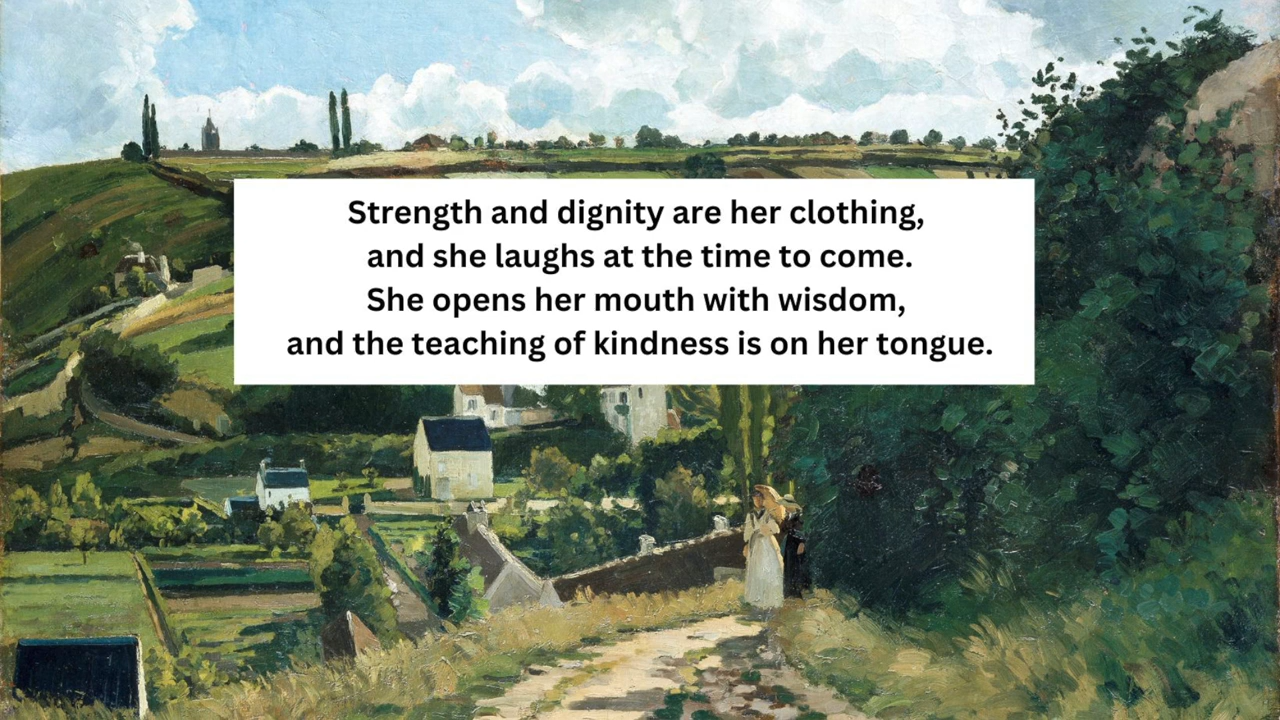 Strength and dignity are her clothing,
and she laughs at the time to come.
She opens her mouth with wisdom,
and the teaching of kindness is on her tongue.